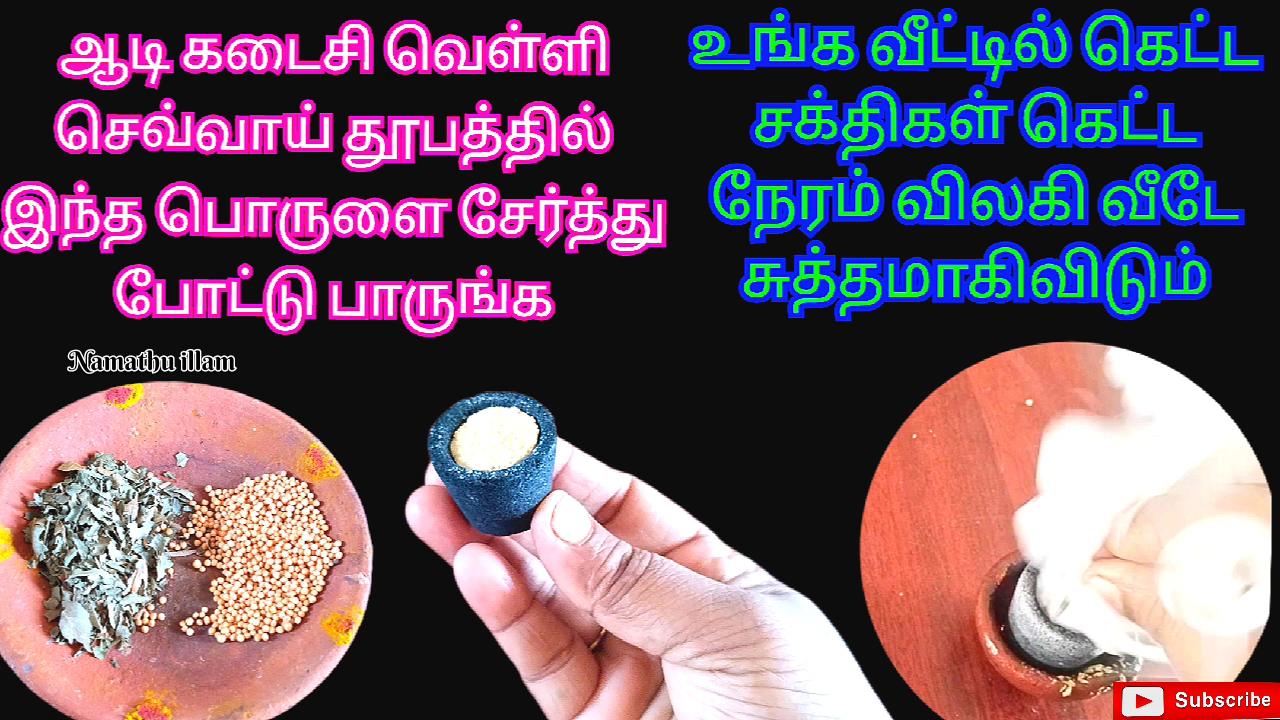 ஆடி கடைசி வெள்ளி
செவ்வாய் தூபத்தில்
இந்த பொருளை சேர்த்து
போட்டு பாருங்க
உங்க வீட்டில் கெட்ட
சக்திகள் கெட்ட
நேரம் விலகி வீடே
சுத்தமாகிவிடும்
Namathu illam
Subscribe